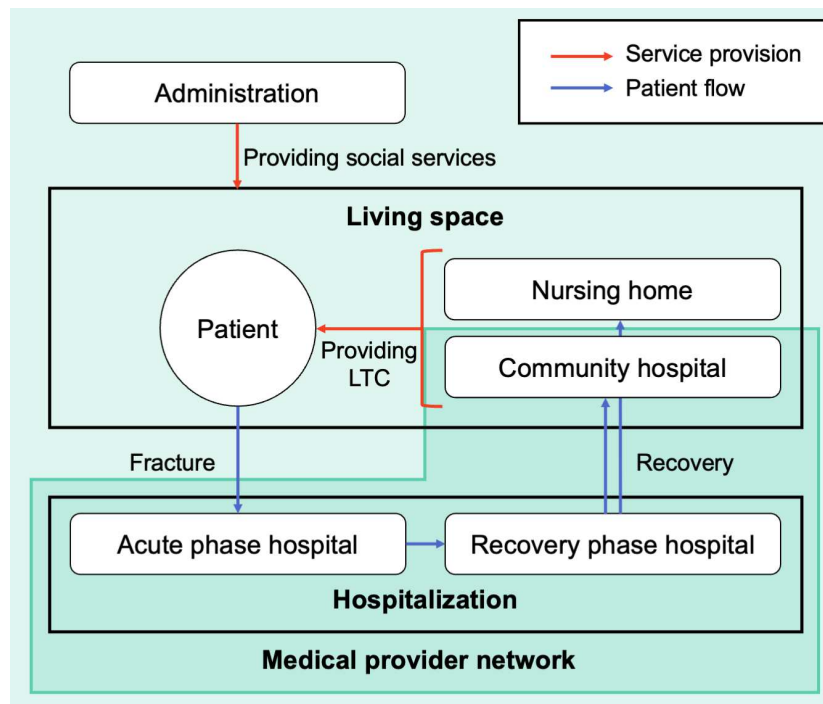 Service provision
Patient flow
Administration
Providing social services
Living space
Nursing home
Patient
Providing
LTC
Community hospital
Fracture
Recovery
Acute phase hospital
Recovery phase hospital
Hospitalization
Medical provider network